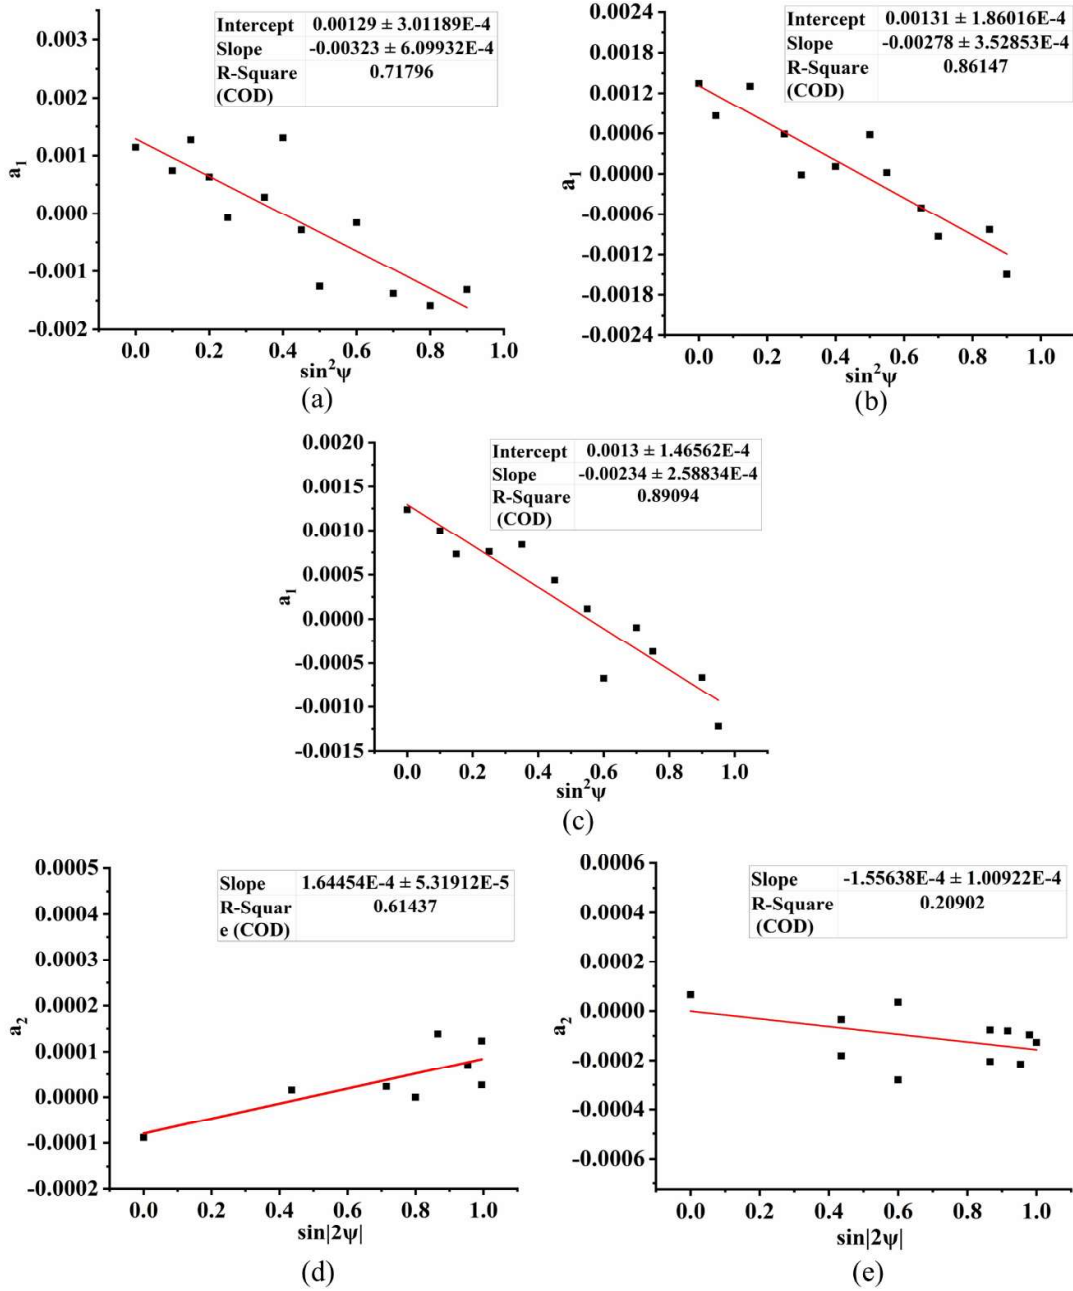 Intercept 0.00129 ± 3.01189E-4
Slope -0.00323 ± 6.09932E-4
R-Square 0.71796
(COD)
0.003
0.002
0.001
0.000
-0.001
-0.002
a1
0.0 0.2 0.4 0.6 0.8 1.0
sin²ψ
(a)
Intercept 0.00131 ± 1.86016E-4
Slope -0.00278 ± 3.52853E-4
R-Square 0.86147
(COD)
0.0024
0.0018
0.0012
0.0006
0.0000
-0.0006
-0.0012
-0.0018
-0.0024
a1
0.0 0.2 0.4 0.6 0.8 1.0
sin²ψ
(b)
Intercept 0.0013 ± 1.46562E-4
Slope -0.00234 ± 2.58834E-4
R-Square 0.89094
(COD)
0.0020
0.0015
0.0010
0.0005
0.0000
-0.0005
-0.0010
-0.0015
a1
0.0 0.2 0.4 0.6 0.8 1.0
sin²ψ
(c)
Slope 1.64454E-4 ± 5.31912E-5
R-Squar 0.61437
e (COD)
0.0005
0.0004
0.0003
0.0002
0.0001
0.0000
-0.0001
-0.0002
a2
0.0 0.2 0.4 0.6 0.8 1.0
sin|2ψ|
(d)
Slope -1.55638E-4 ± 1.00922E-4
R-Square 0.20902
(COD)
0.0006
0.0004
0.0002
0.0000
-0.0002
-0.0004
-0.0006
a2
0.0 0.2 0.4 0.6 0.8 1.0
sin|2ψ|
(e)